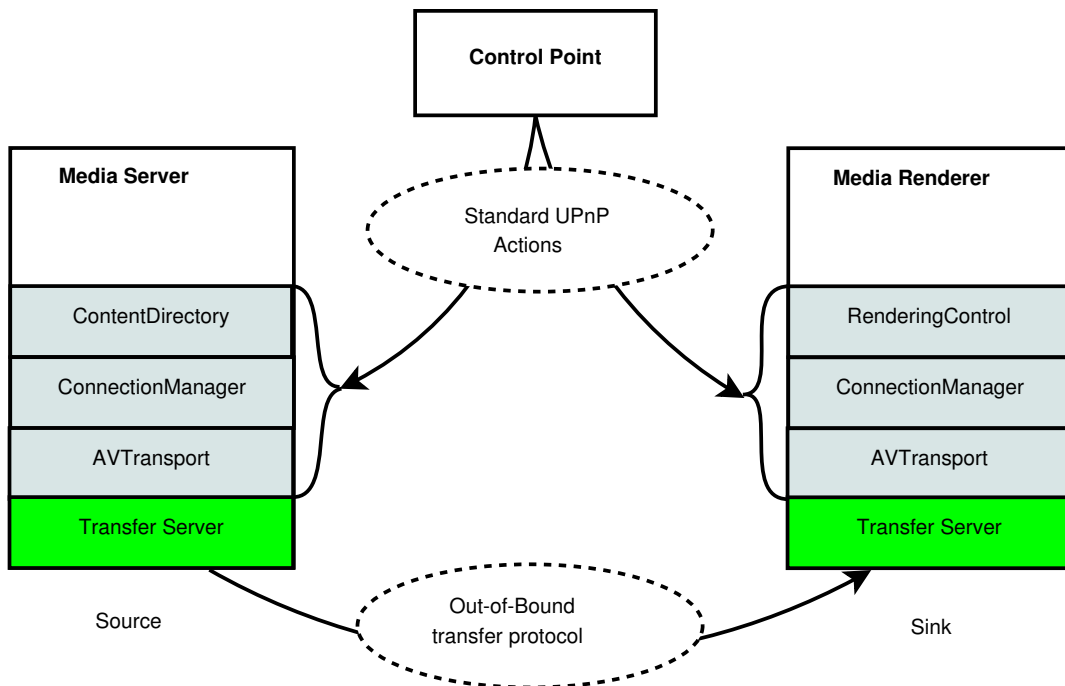 Control Point
Media Server
Media Renderer
Standard UPnP
Actions
ContentDirectory
RenderingControl
ConnectionManager
ConnectionManager
AVTransport
AVTransport
Transfer Server
Transfer Server
Out-of-Bound
transfer protocol
Source
Sink